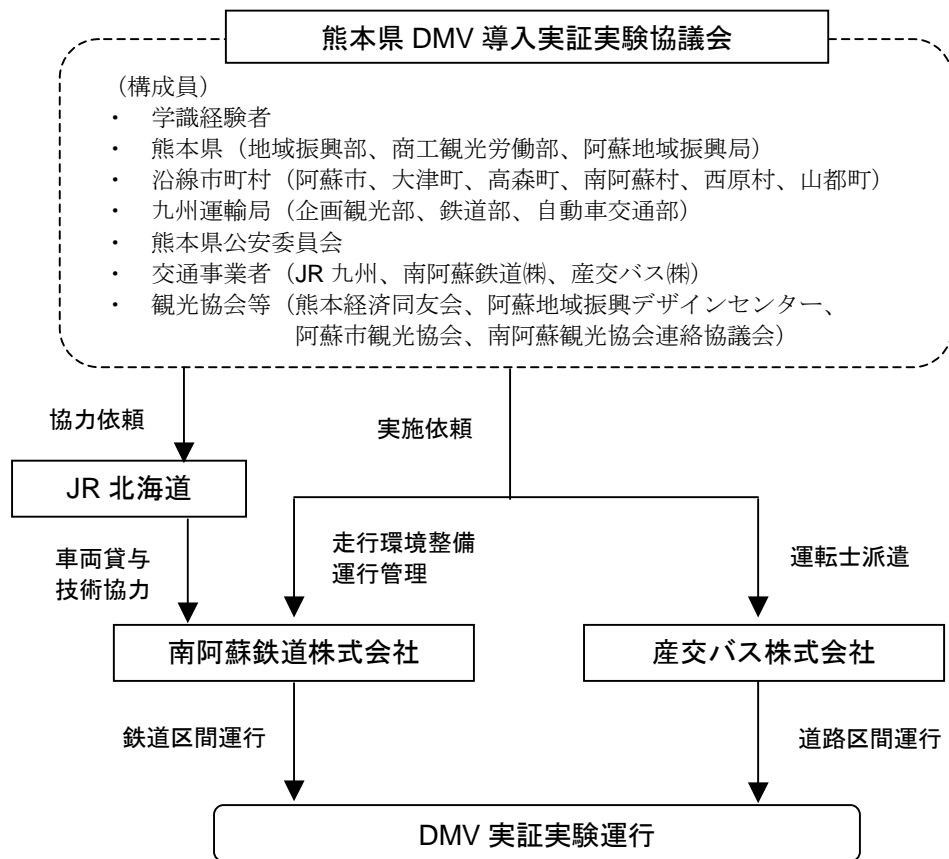 熊本県 DMV 導入実証実験協議会
（構成員）
・ 学識経験者
・ 熊本県（地域振興部、商工観光労働部、阿蘇地域振興局）
・ 沿線市町村（阿蘇市、大津町、高森町、南阿蘇村、西原村、山都町）
・ 九州運輸局（企画観光部、鉄道部、自動車交通部）
・ 熊本県公安委員会
・ 交通事業者（JR 九州、南阿蘇鉄道㈱、産交バス㈱）
・ 観光協会等（熊本経済同友会、阿蘇地域振興デザインセンター、
阿蘇市観光協会、南阿蘇観光協会連絡協議会）
協力依頼
実施依頼
JR 北海道
車両貸与
技術協力
走行環境整備
運行管理
運転士派遣
南阿蘇鉄道株式会社
産交バス株式会社
鉄道区間運行
道路区間運行
DMV 実証実験運行